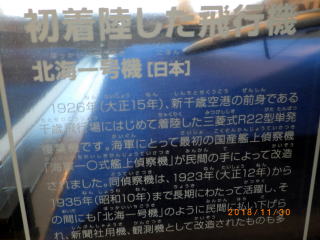 初着陸した飛行機
北海一号機[日本]
1926年(大正15年)、新千歳空港の前身である
千歳飛行場にはじめて着陸した三菱式R22型単発
複葉機です。海軍にとって最初の国産艦上偵察機
「海軍一〇式艦上偵察機」が民間の手によって改造
されました。同偵察機は、1923年(大正12年)から
1935年(昭和10年)まで長期にわたって活躍し、そ
の間にも「北海一号機」のように民間に払い下げら
れ、新聞社用機、観測機として改造されたものも多
2018/11/30